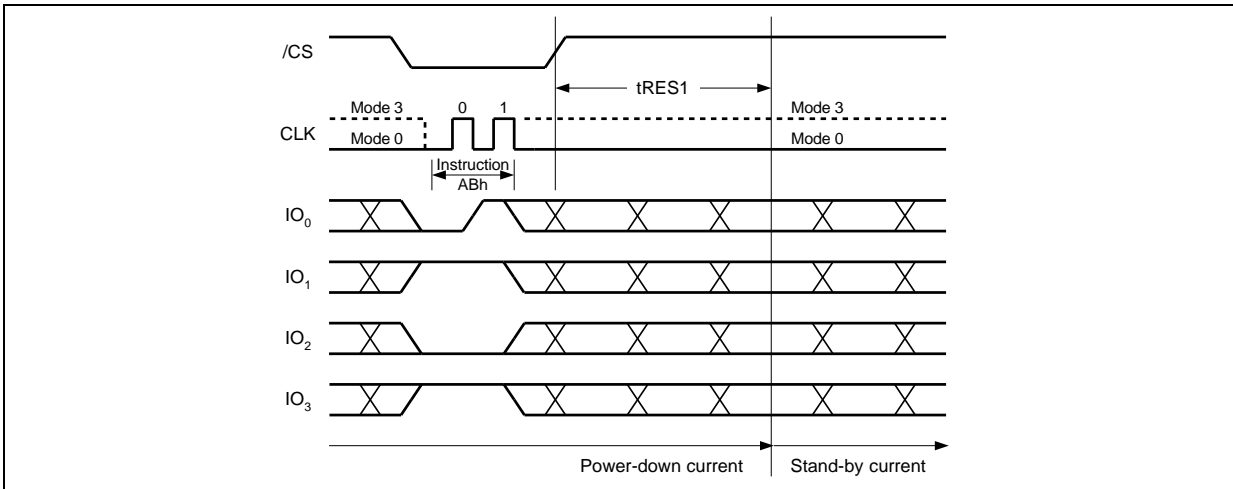 /CS
tRES1
Mode 3 0 1 Mode 3
CLK
Mode 0 Mode 0
Instruction
ABh
IO0
IO1
IO2
IO3
Power-down current Stand-by current